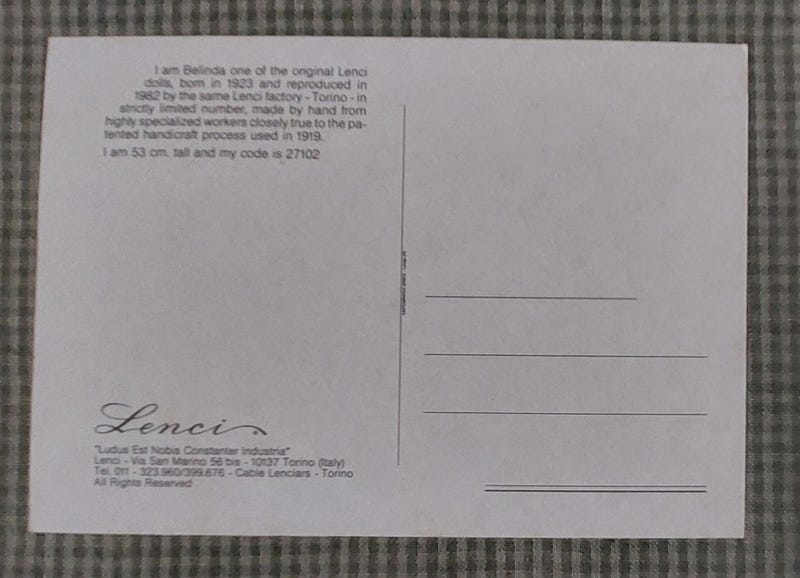 I am Belinda one of the original Lenci
dolls, born in 1923 and reproduced in
1982 by the same Lenci factory - Torino - in
strictly limited number, made by hand from
highly specialized workers closely true to the pa-
tented handicraft process used in 1919.
I am 53 cm. tall and my code is 27102
Lenci
"Ludus Est Nobis Constanter Industria"
Lenci - Via San Marino 56 bis - 10137 Torino (Italy)
Tel. 011 - 323.960/399.676 - Cable Lenciars - Torino
All Rights Reserved